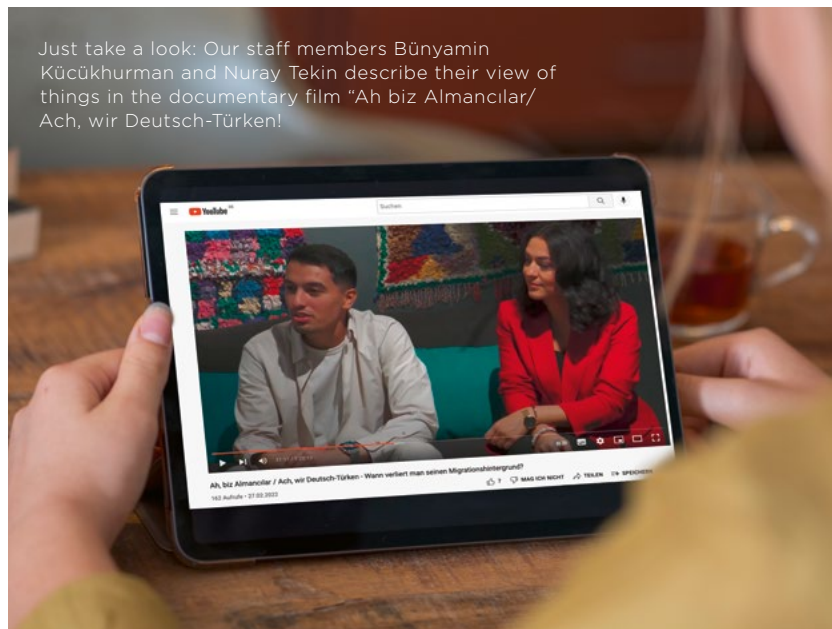 Just take a look: Our staff members Bünyamin
Kücükhurman and Nuray Tekin describe their view of
things in the documentary film “Ah biz Almancılar/
Ach, wir Deutsch-Türken!
YouTube
Suchen
Ah, biz Almancılar / Ach, wir Deutsch-Türken - Wann verliert man seinen Migrationshintergrund?
162 Aufrufe • 27.03.2023
7 MAG ICH NICHT TEILEN SPEICHERN